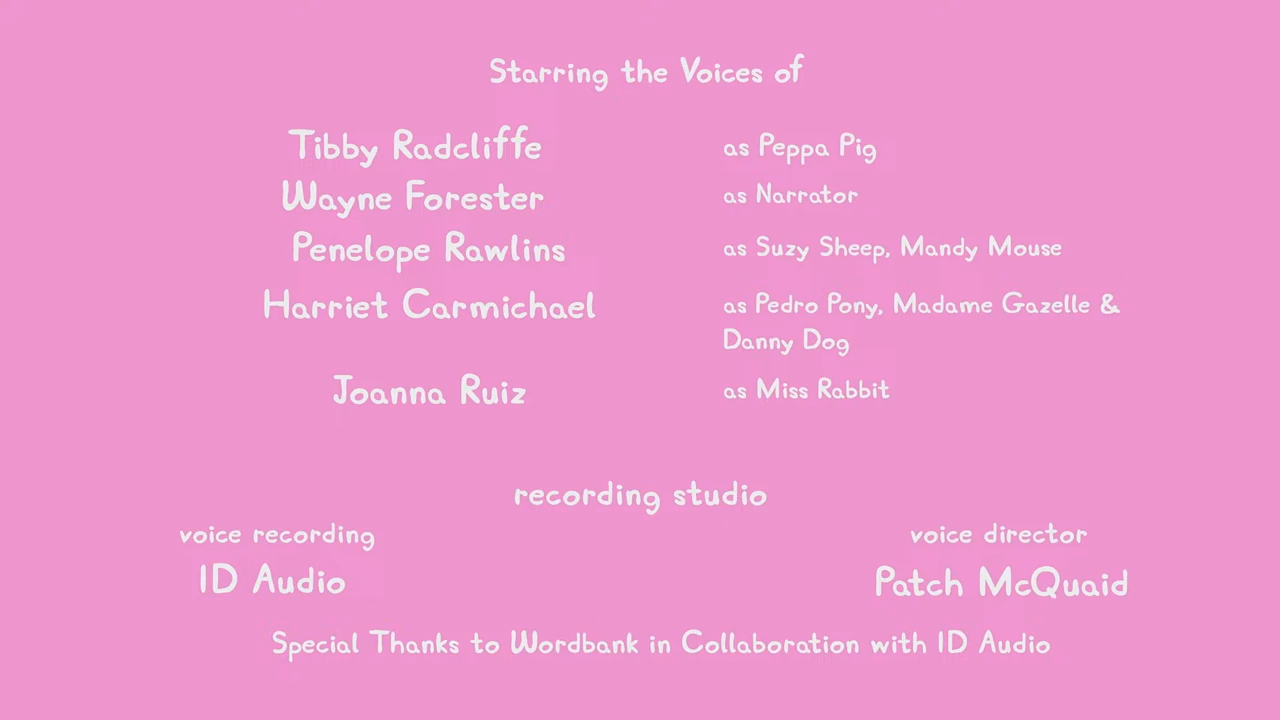 Starring the Voices of
Tibby Radcliffe as Peppa Pig
Wayne Forester as Narrator
Penelope Rawlins as Suzy Sheep, Mandy Mouse
Harriet Carmichael as Pedro Pony, Madame Gazelle &
Danny Dog
Joanna Ruiz as Miss Rabbit
recording studio
voice recording voice director
ID Audio Patch McQuaid
Special Thanks to Wordbank in Collaboration with ID Audio